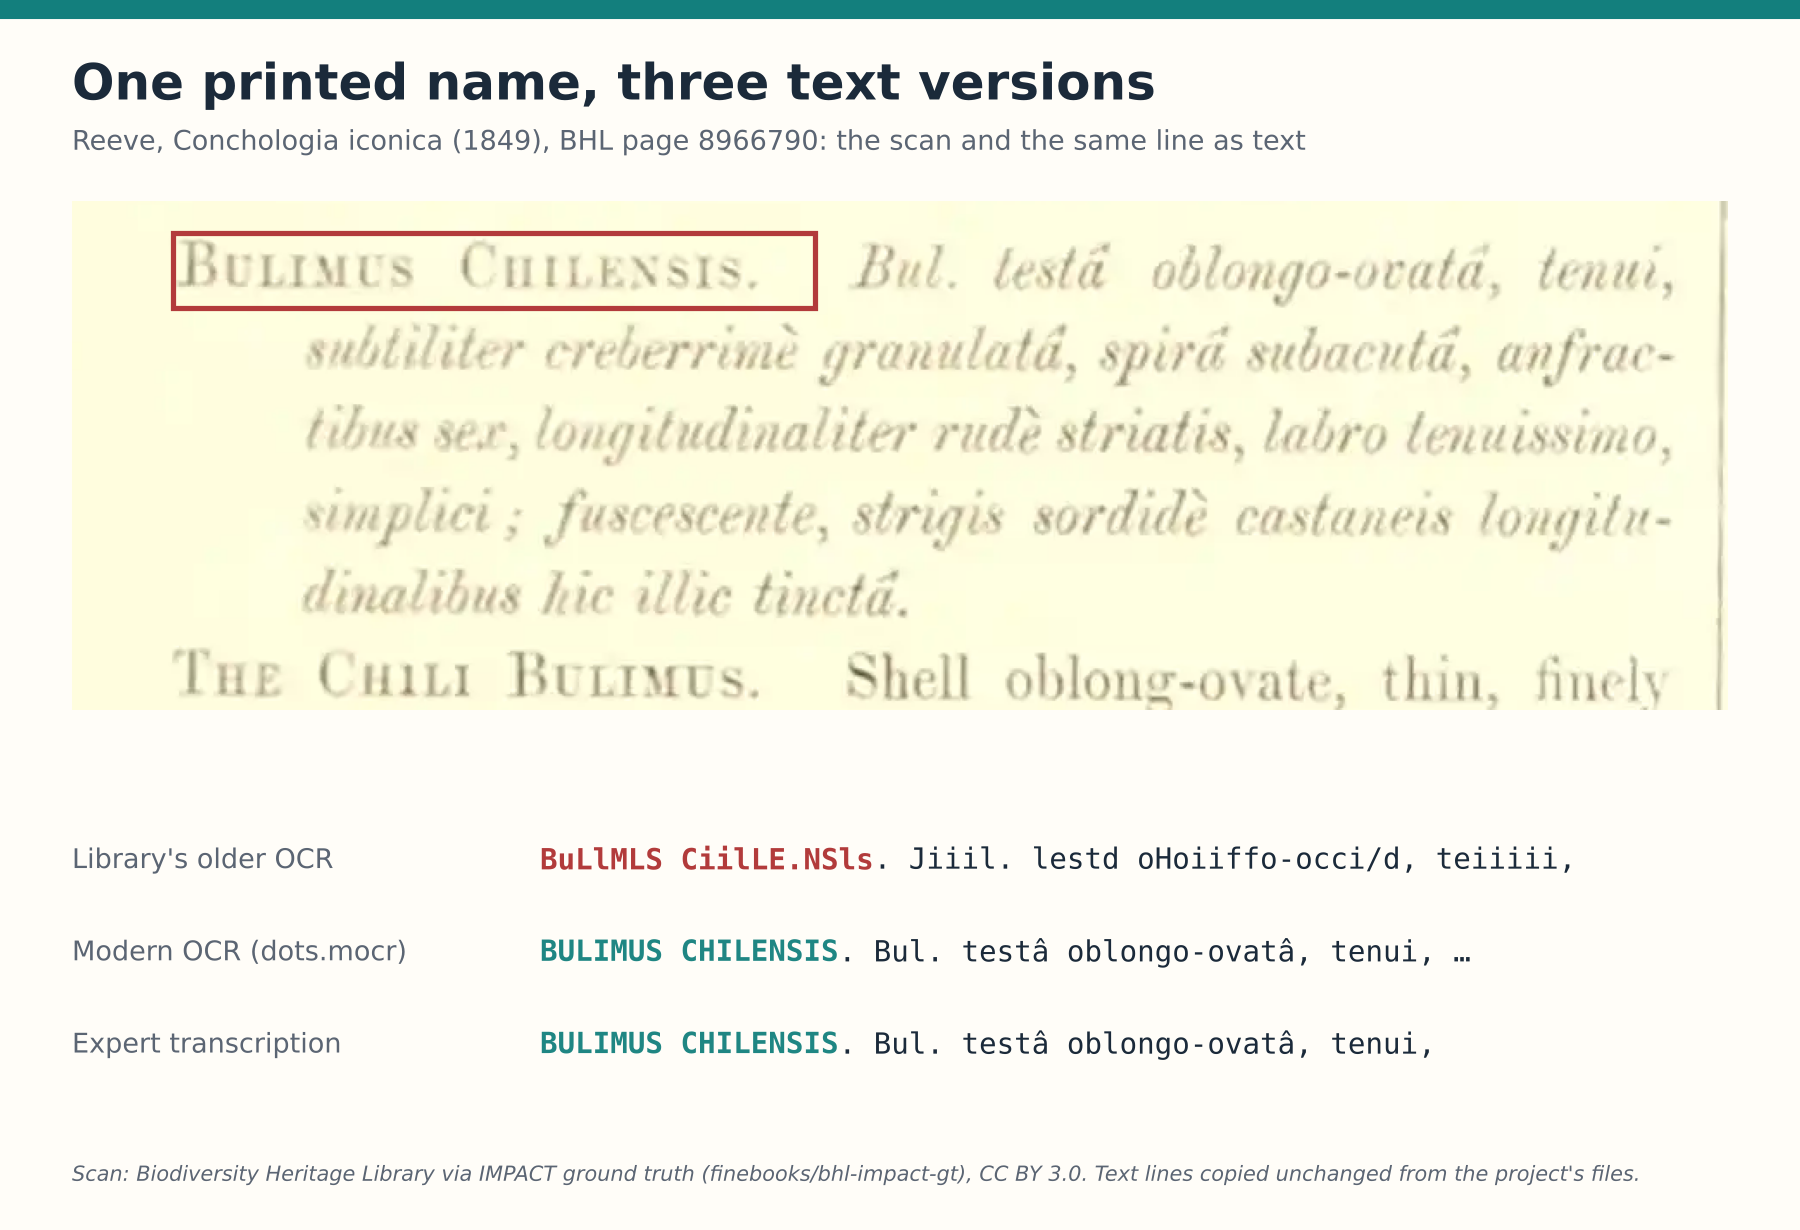 One printed name, three text versions
Reeve, Conchologia iconica (1849), BHL page 8966790: the scan and the same line as text
BULIMUS CHILENSIS. Bul. testâ oblongo-ovatâ, tenui,
subtiliter creberrimè granulatâ, spirâ subacutâ, anfrac-
tibus sex, longitudinaliter rudè striatis, labro tenuissimo,
simplici; fuscescente, strigis sordidè castaneis longitu-
dinalibus hic illic tinctâ.
THE CHILI BULIMUS. Shell oblong-ovate, thin, finely
Library's older OCR BuLlMLS CiilLE.NSls. Jiiil. lestd oHoiiffo-occi/d, teiiiiii,
Modern OCR (dots.mocr) BULIMUS CHILENSIS. Bul. testâ oblongo-ovatâ, tenui, …
Expert transcription BULIMUS CHILENSIS. Bul. testâ oblongo-ovatâ, tenui,
Scan: Biodiversity Heritage Library via IMPACT ground truth (finebooks/bhl-impact-gt), CC BY 3.0. Text lines copied unchanged from the project's files.